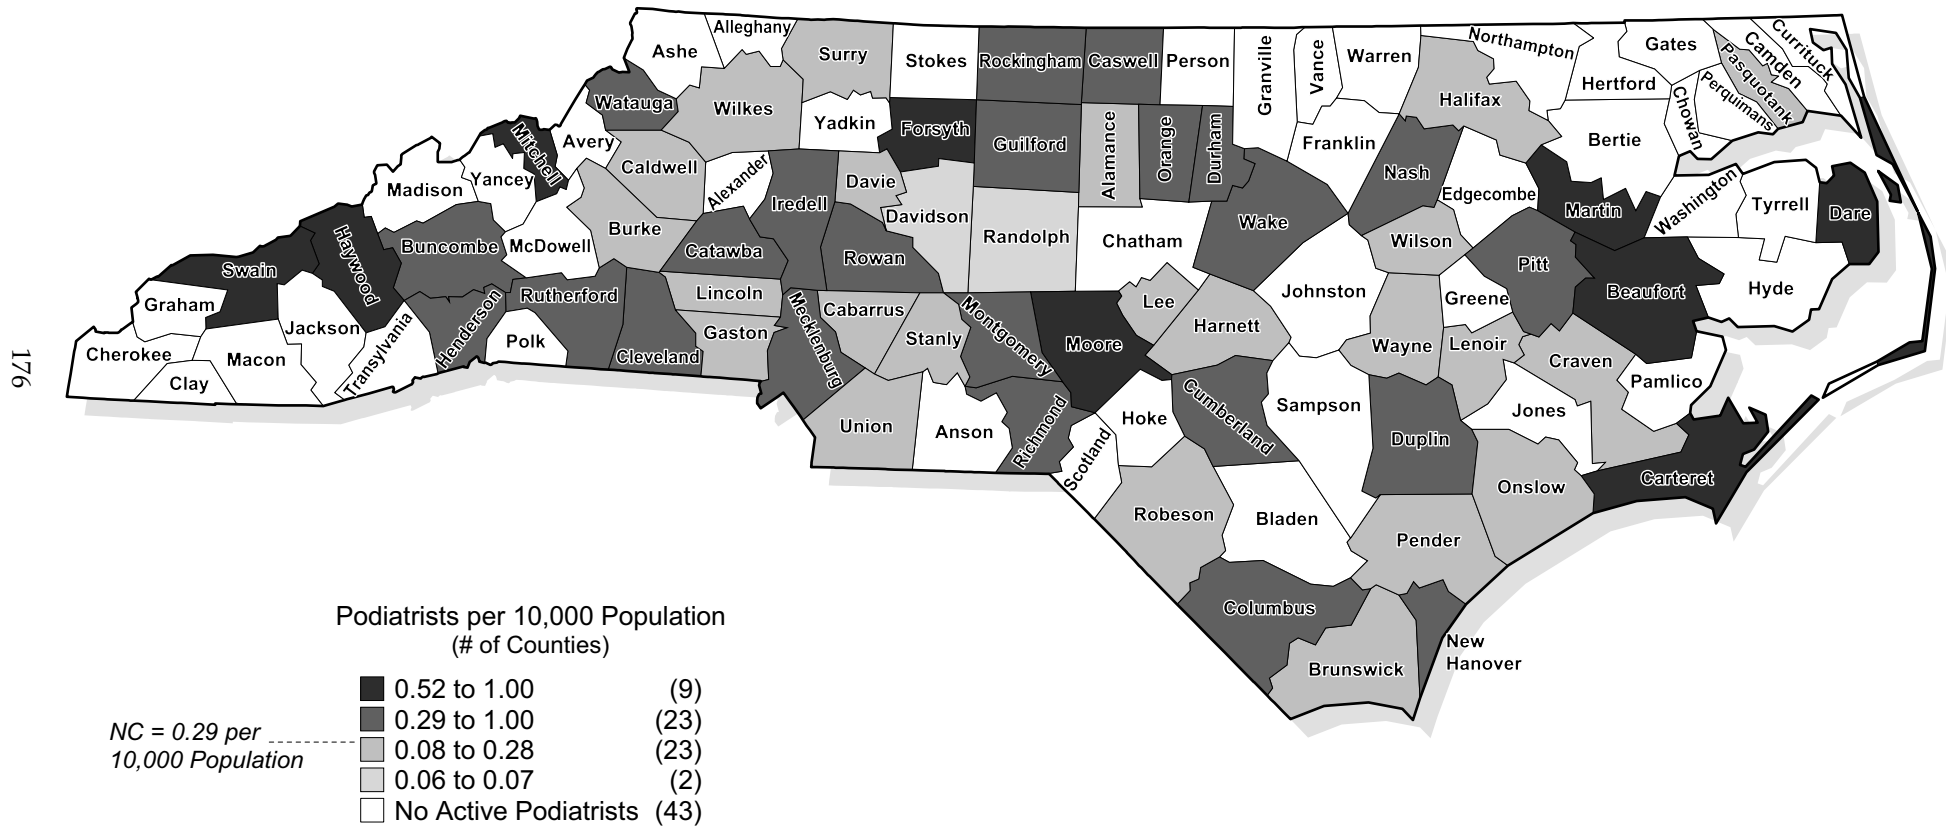 Alleghany
Ashe
Surry
Stokes
Rockingham
Caswell
Person
Granville
Vance
Warren
Northampton
Gates
Camden
Currituck
Pasquotank
Perquimans
Hertford
Chowan
Halifax
Bertie
Watauga
Wilkes
Yadkin
Forsyth
Guilford
Alamance
Orange
Durham
Franklin
Nash
Edgecombe
Mitchell
Avery
Caldwell
Alexander
Iredell
Davie
Davidson
Randolph
Chatham
Wake
Wilson
Martin
Washington
Tyrrell
Dare
Madison
Yancey
McDowell
Burke
Catawba
Rowan
Buncombe
Haywood
Swain
Graham
Cherokee
Clay
Macon
Jackson
Transylvania
Henderson
Polk
Rutherford
Cleveland
Lincoln
Gaston
Mecklenburg
Cabarrus
Stanly
Montgomery
Moore
Lee
Harnett
Johnston
Greene
Pitt
Beaufort
Hyde
Wayne
Lenoir
Craven
Pamlico
Union
Anson
Richmond
Scotland
Hoke
Cumberland
Sampson
Duplin
Jones
Onslow
Carteret
Robeson
Bladen
Pender
Columbus
Brunswick
New
Hanover
176
Podiatrists per 10,000 Population
(# of Counties)
0.52 to 1.00 (9)
0.29 to 1.00 (23)
0.08 to 0.28 (23)
0.06 to 0.07 (2)
No Active Podiatrists (43)
NC = 0.29 per
10,000 Population